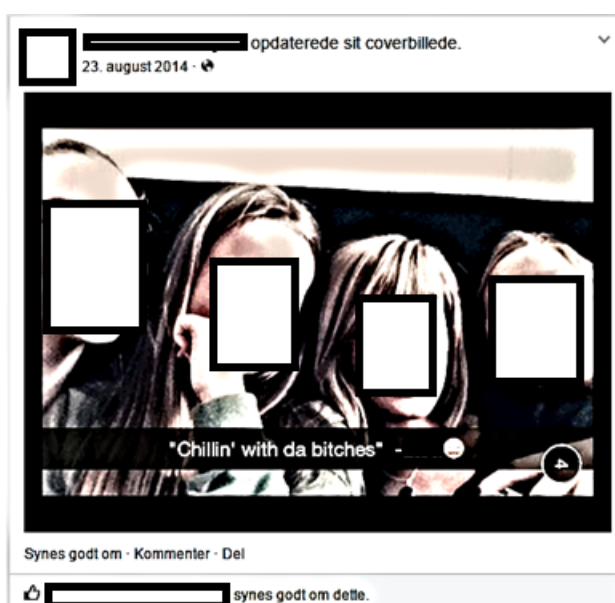 opdaterede sit coverbillede.
23. august 2014 ·
"Chillin' with da bitches" -
4
Synes godt om · Kommenter · Del
synes godt om dette.